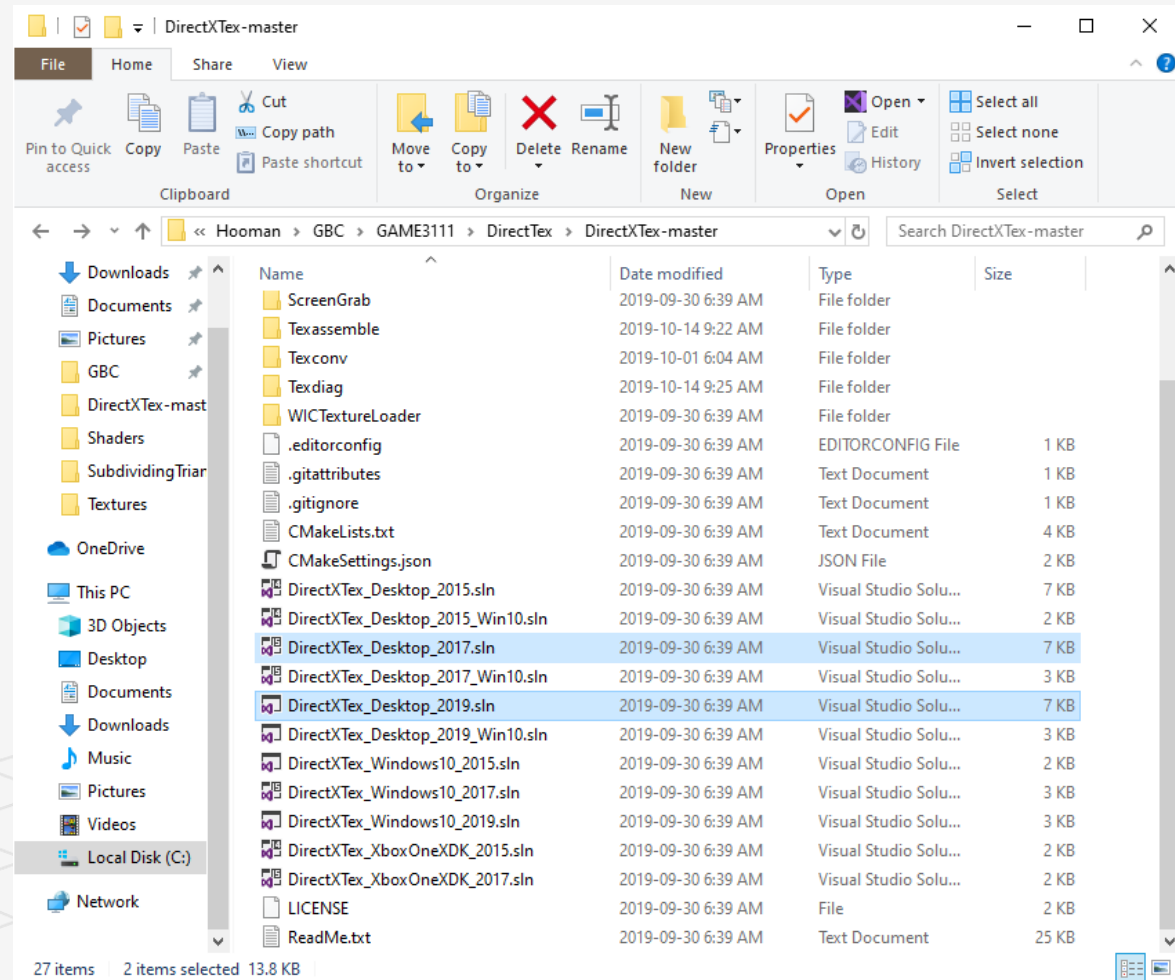 DirectXTex-master
File Home Share View
Pin to Quick access
Copy
Paste
Cut
Copy path
Paste shortcut
Clipboard
Move to
Copy to
Delete
Rename
Organize
New folder
New
Properties
Open
Edit
History
Open
Select all
Select none
Invert selection
Select
« Hooman > GBC > GAME3111 > DirectTex > DirectXTex-master
Search DirectXTex-master
Downloads
Documents
Pictures
GBC
DirectXTex-mast
Shaders
SubdividingTriar
Textures
OneDrive
This PC
3D Objects
Desktop
Documents
Downloads
Music
Pictures
Videos
Local Disk (C:)
Network
Name Date modified Type Size
ScreenGrab 2019-09-30 6:39 AM File folder
Texassemble 2019-10-14 9:22 AM File folder
Texconv 2019-10-01 6:04 AM File folder
Texdiag 2019-10-14 9:25 AM File folder
WICTextureLoader 2019-09-30 6:39 AM File folder
.editorconfig 2019-09-30 6:39 AM EDITORCONFIG File 1 KB
.gitattributes 2019-09-30 6:39 AM Text Document 1 KB
.gitignore 2019-09-30 6:39 AM Text Document 1 KB
CMakeLists.txt 2019-09-30 6:39 AM Text Document 4 KB
CMakeSettings.json 2019-09-30 6:39 AM JSON File 2 KB
DirectXTex_Desktop_2015.sln 2019-09-30 6:39 AM Visual Studio Solu... 7 KB
DirectXTex_Desktop_2015_Win10.sln 2019-09-30 6:39 AM Visual Studio Solu... 2 KB
DirectXTex_Desktop_2017.sln 2019-09-30 6:39 AM Visual Studio Solu... 7 KB
DirectXTex_Desktop_2017_Win10.sln 2019-09-30 6:39 AM Visual Studio Solu... 3 KB
DirectXTex_Desktop_2019.sln 2019-09-30 6:39 AM Visual Studio Solu... 7 KB
DirectXTex_Desktop_2019_Win10.sln 2019-09-30 6:39 AM Visual Studio Solu... 3 KB
DirectXTex_Windows10_2015.sln 2019-09-30 6:39 AM Visual Studio Solu... 2 KB
DirectXTex_Windows10_2017.sln 2019-09-30 6:39 AM Visual Studio Solu... 3 KB
DirectXTex_Windows10_2019.sln 2019-09-30 6:39 AM Visual Studio Solu... 3 KB
DirectXTex_XboxOneXDK_2015.sln 2019-09-30 6:39 AM Visual Studio Solu... 2 KB
DirectXTex_XboxOneXDK_2017.sln 2019-09-30 6:39 AM Visual Studio Solu... 2 KB
LICENSE 2019-09-30 6:39 AM File 2 KB
ReadMe.txt 2019-09-30 6:39 AM Text Document 25 KB
27 items 2 items selected 13.8 KB